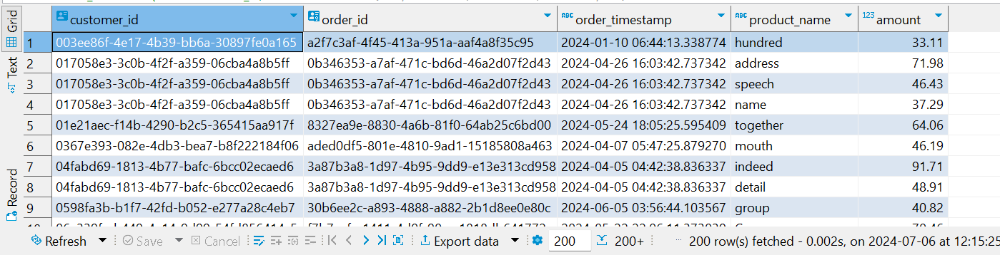 Grid
Text
Record
customer_id order_id ABC order_timestamp ABC product_name 123 amount
1 003ee86f-4e17-4b39-bb6a-30897fe0a165 a2f7c3af-4f45-413a-951a-aaf4a8f35c95 2024-01-10 06:44:13.338774 hundred 33.11
2 017058e3-3c0b-4f2f-a359-06cba4a8b5ff 0b346353-a7af-471c-bd6d-46a2d07f2d43 2024-04-26 16:03:42.737342 address 71.98
3 017058e3-3c0b-4f2f-a359-06cba4a8b5ff 0b346353-a7af-471c-bd6d-46a2d07f2d43 2024-04-26 16:03:42.737342 speech 46.43
4 017058e3-3c0b-4f2f-a359-06cba4a8b5ff 0b346353-a7af-471c-bd6d-46a2d07f2d43 2024-04-26 16:03:42.737342 name 37.29
5 01e21aec-f14b-4290-b2c5-365415aa917f 8327ea9e-8830-4a6b-81f0-64ab25c6bd00 2024-05-24 18:05:25.595409 together 64.06
6 0367e393-082e-4db3-bea7-b8f222184f06 aded0df5-801e-4810-9ad1-15185808a463 2024-04-07 05:47:25.879270 mouth 46.19
7 04fabd69-1813-4b77-bafc-6bcc02ecaed6 3a87b3a8-1d97-4b95-9dd9-e13e313cd958 2024-04-05 04:42:38.836337 indeed 91.71
8 04fabd69-1813-4b77-bafc-6bcc02ecaed6 3a87b3a8-1d97-4b95-9dd9-e13e313cd958 2024-04-05 04:42:38.836337 detail 48.91
9 0598fa3b-b1f7-42fd-b052-e277a28c4eb7 30b6ee2c-a893-4888-a882-2b1d8ee0e80c 2024-06-05 03:56:44.103567 group 40.82
Refresh Save Cancel Export data 200 200+ 200 row(s) fetched - 0.002s, on 2024-07-06 at 12:15:25